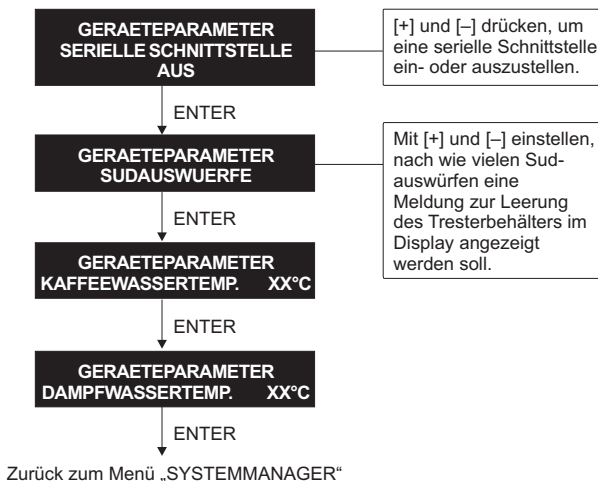 GERAETEPARAMETER
SERIELLE SCHNITTSTELLE
AUS
[+] und [–] drücken, um
eine serielle Schnittstelle
ein- oder auszustellen.
ENTER
GERAETEPARAMETER
SUDAUSWUERFE
Mit [+] und [–] einstellen,
nach wie vielen Sud-
auswürfen eine
Meldung zur Leerung
des Tresterbehälters im
Display angezeigt
werden soll.
ENTER
GERAETEPARAMETER
KAFFEEWASSERTEMP. XX°C
ENTER
GERAETEPARAMETER
DAMPFWASSERTEMP. XX°C
ENTER
Zurück zum Menü „SYSTEMMANAGER“